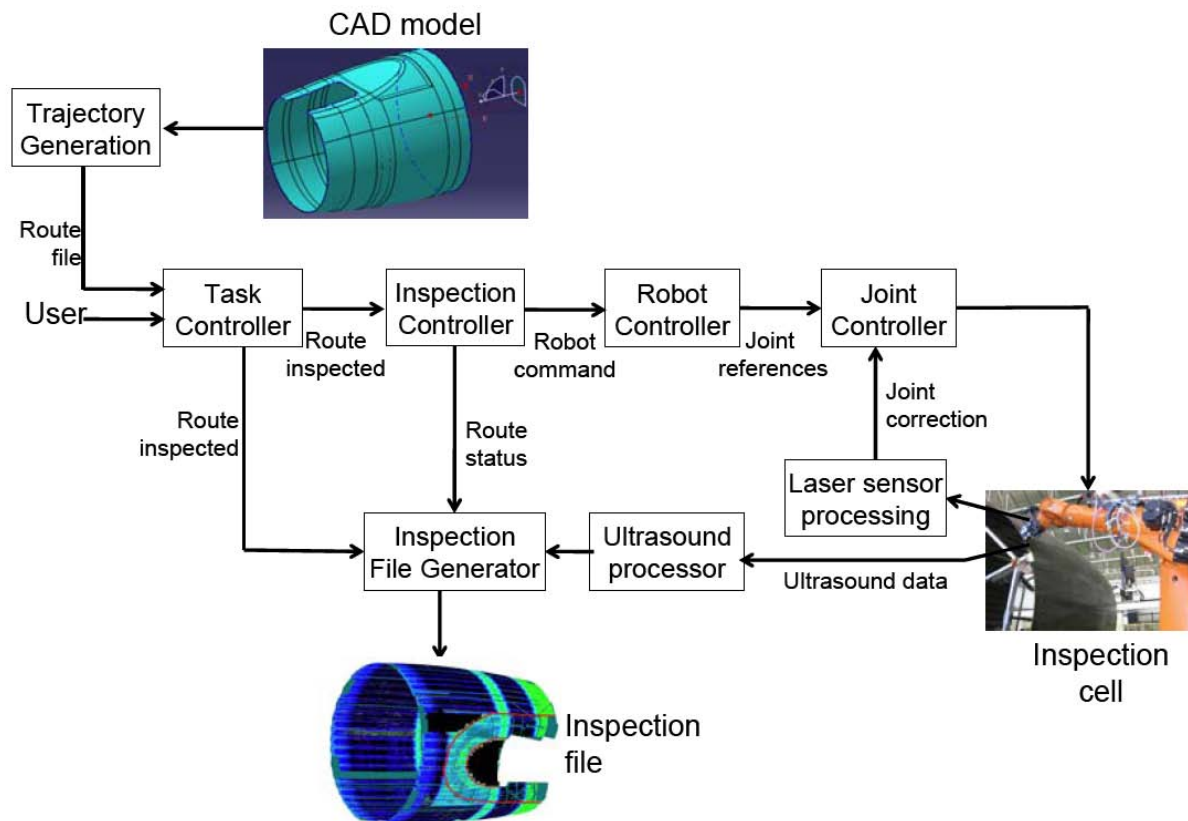 CAD model
Trajectory
Generation
Route
file
User
Task
Controller
Route
inspected
Inspection
Controller
Robot
command
Robot
Controller
Joint
references
Joint
Controller
Route
inspected
Route
status
Joint
correction
Laser sensor
processing
Inspection
File Generator
Ultrasound
processor
Ultrasound data
Inspection
cell
Inspection
file